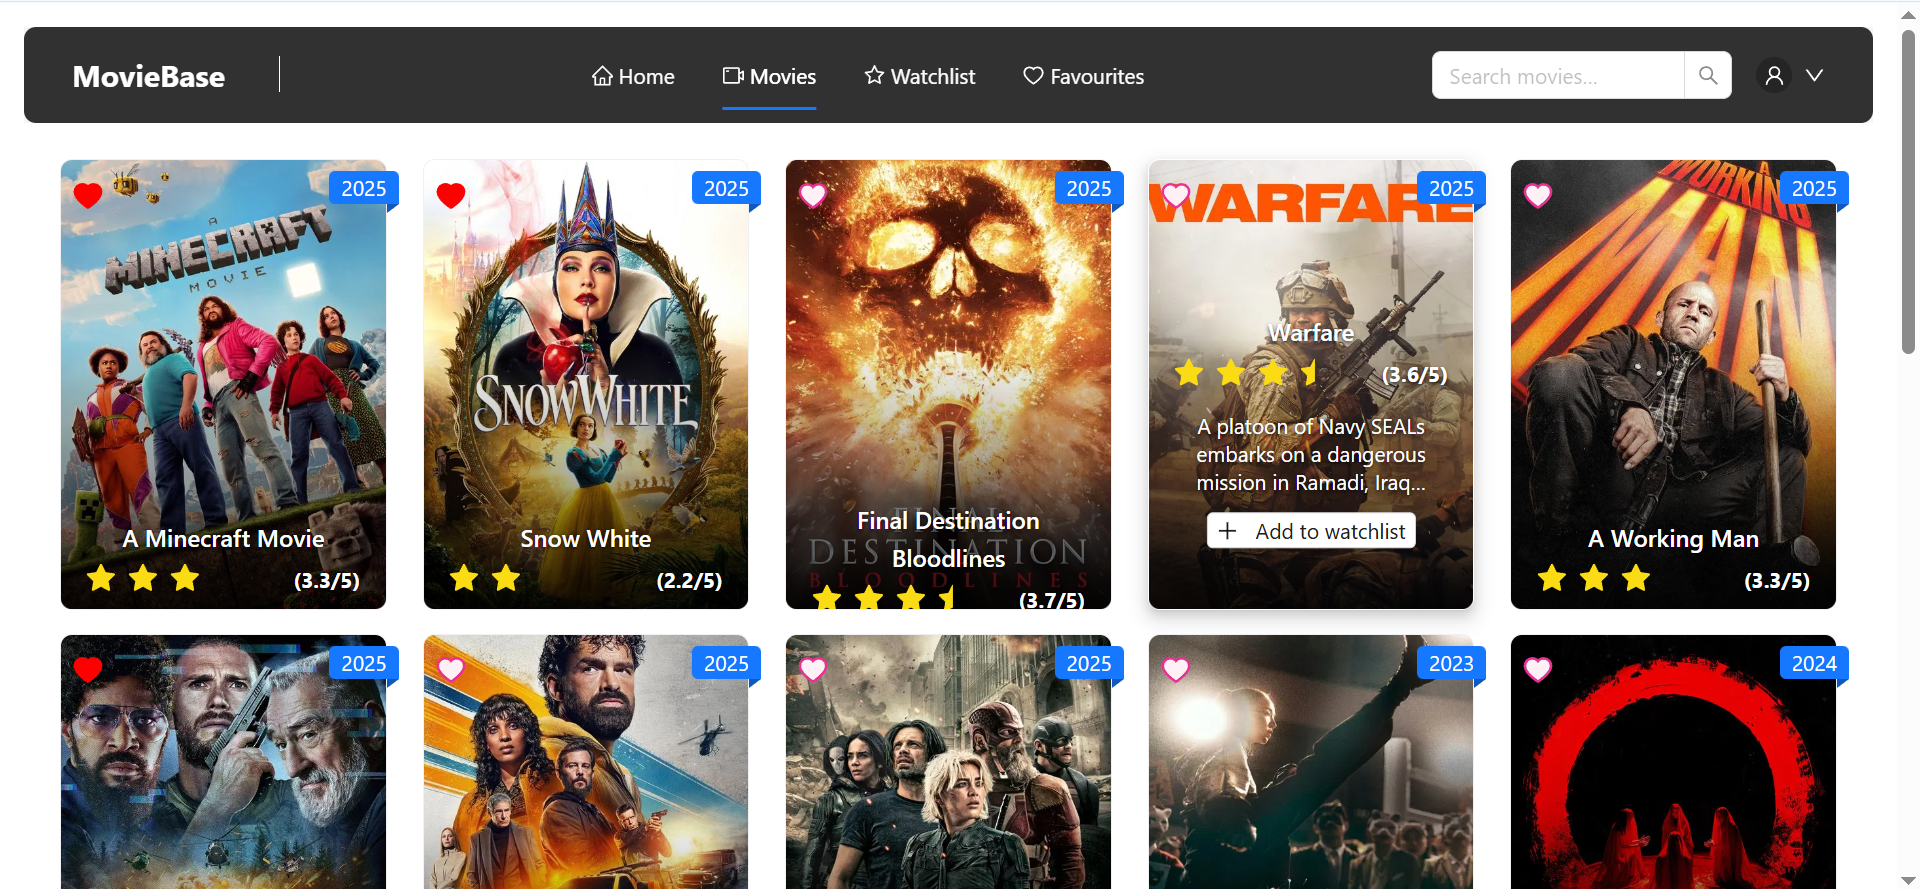 MovieBase
Home
Movies
Watchlist
Favourites
Search movies...
2025
A
MINECRAFT
MOVIE
A Minecraft Movie
(3.3/5)
2025
SNOW WHITE
Snow White
(2.2/5)
2025
FINAL
DESTINATION
BLOODLINES
Final Destination
Bloodlines
(3.7/5)
2025
WARFARE
Warfare
(3.6/5)
A platoon of Navy SEALs
embarks on a dangerous
mission in Ramadi, Iraq...
Add to watchlist
2025
A
WORKING
MAN
A Working Man
(3.3/5)
2025
2025
2025
2023
2024